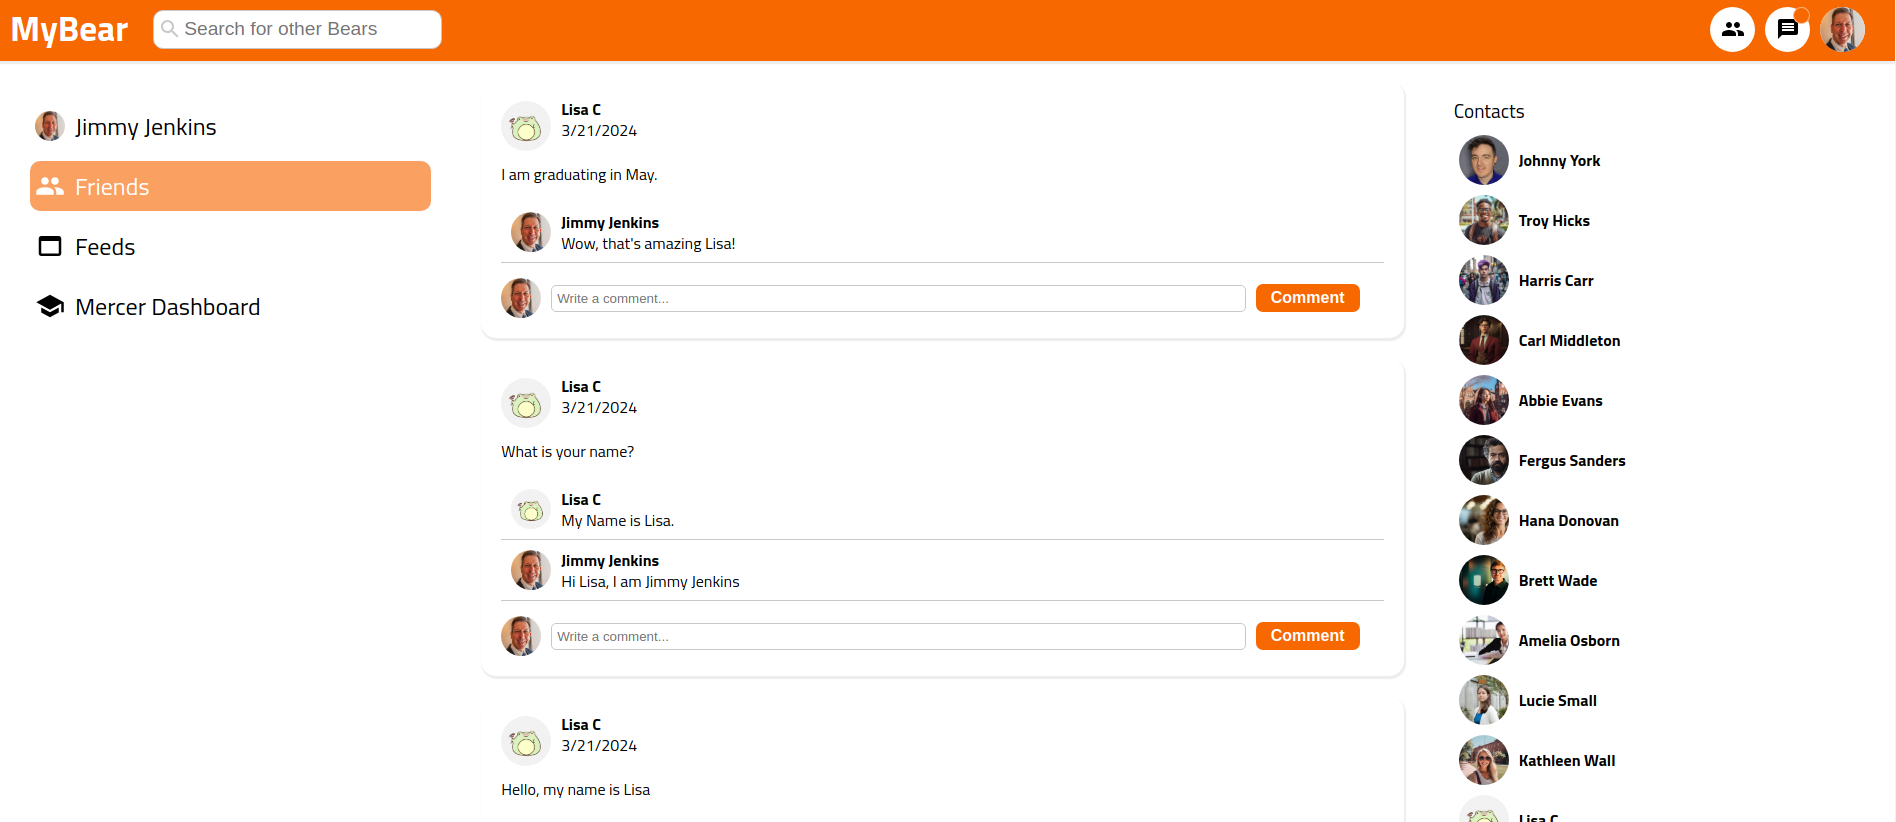 MyBear
Search for other Bears
Jimmy Jenkins
Friends
Feeds
Mercer Dashboard
Lisa C
3/21/2024
I am graduating in May.
Jimmy Jenkins
Wow, that's amazing Lisa!
Write a comment...
Comment
Lisa C
3/21/2024
What is your name?
Lisa C
My Name is Lisa.
Jimmy Jenkins
Hi Lisa, I am Jimmy Jenkins
Write a comment...
Comment
Lisa C
3/21/2024
Hello, my name is Lisa
Contacts
Johnny York
Troy Hicks
Harris Carr
Carl Middleton
Abbie Evans
Fergus Sanders
Hana Donovan
Brett Wade
Amelia Osborn
Lucie Small
Kathleen Wall
Lisa C